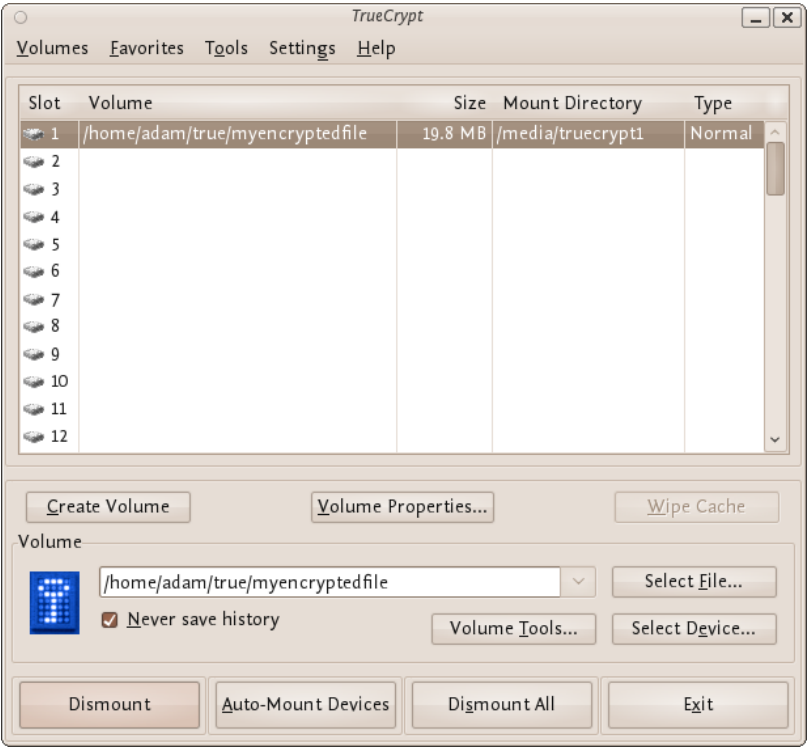 TrueCrypt
Volumes Favorites Tools Settings Help
Slot Volume Size Mount Directory Type
1 /home/adam/true/myencryptedfile 19.8 MB /media/truecrypt1 Normal
2
3
4
5
6
7
8
9
10
11
12
Create Volume Volume Properties... Wipe Cache
Volume
/home/adam/true/myencryptedfile Select File...
Never save history
Volume Tools... Select Device...
Dismount Auto-Mount Devices Dismount All Exit